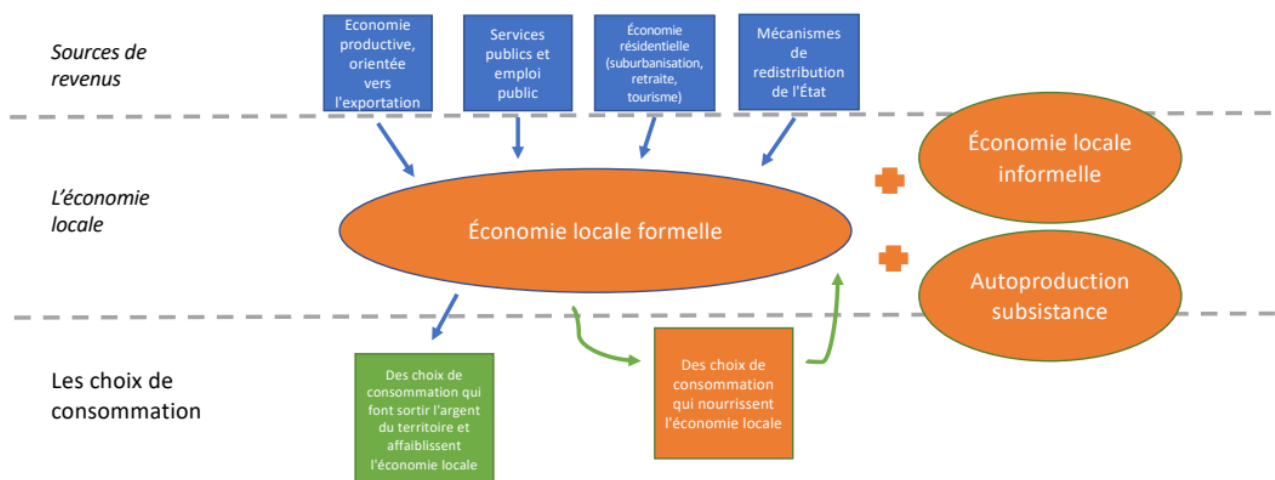 Sources de
revenus
Economie
productive,
orientée
vers
l'exportation
Services
publics et
emploi
public
Économie
résidentielle
(suburbanisation,
retraite,
tourisme)
Mécanismes
de
redistribution
de l'État
L'économie
locale
Économie locale formelle
Économie locale
informelle
Autoproduction
subsistance
Les choix de
consommation
Des choix de
consommation qui
font sortir l'argent
du territoire et
affaiblissent
l'économie locale
Des choix de
consommation
qui nourrissent
l'économie locale